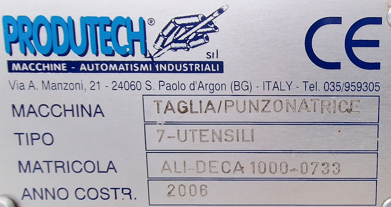 PRODUTECH® srl
MACCHINE - AUTOMATISMI INDUSTRIALI
CE
Via A. Manzoni, 21 - 24060 S. Paolo d'Argon (BG) - ITALY - Tel. 035/959305
MACCHINA TAGLIA/PUNZONATRICE
TIPO 7-UTENSILI
MATRICOLA ALI-DECA 1000-0733
ANNO COSTR. 2006